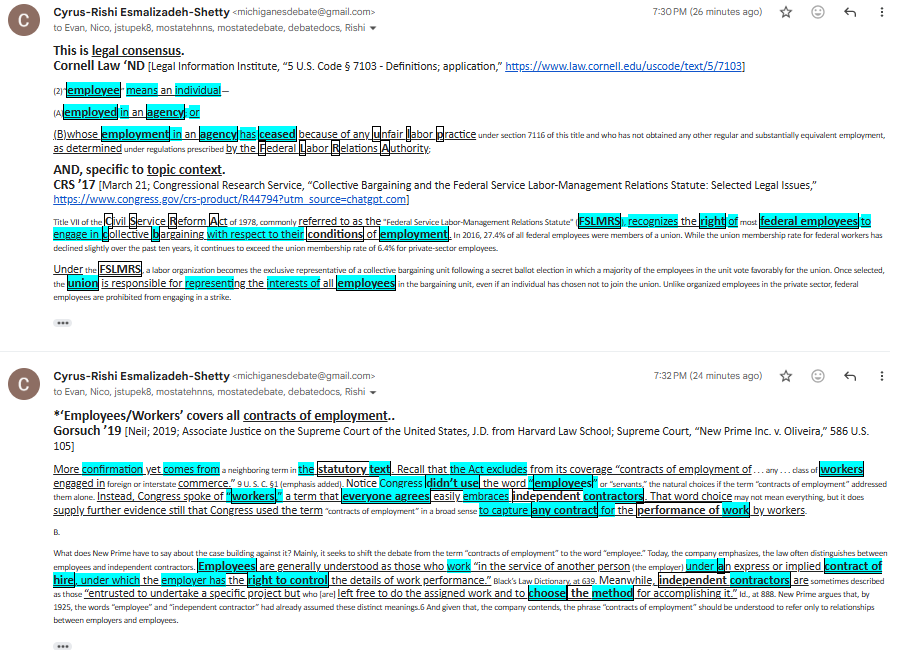 C
Cyrus-Rishi Esmalizadeh-Shetty <michiganesdebate@gmail.com>
7:30 PM (26 minutes ago)
to Evan, Nico, jstupek8, mostatehnns, mostatedebate, debatedocs, Rishi
This is legal consensus.
Cornell Law ‘ND [Legal Information Institute, “5 U.S. Code § 7103 - Definitions; application,” https://www.law.cornell.edu/uscode/text/5/7103]
(2)“employee” means an individual—
(A)employed in an agency; or
(B)whose employment in an agency has ceased because of any unfair labor practice under section 7116 of this title and who has not obtained any other regular and substantially equivalent employment,
as determined under regulations prescribed by the Federal Labor Relations Authority;
AND, specific to topic context.
CRS ’17 [March 21; Congressional Research Service, “Collective Bargaining and the Federal Service Labor-Management Relations Statute: Selected Legal Issues,”
https://www.congress.gov/crs-product/R44794?utm_source=chatgpt.com]
Title VII of the Civil Service Reform Act of 1978, commonly referred to as the “Federal Service Labor-Management Relations Statute” (FSLMRS), recognizes the right of most federal employees to
engage in collective bargaining with respect to their conditions of employment. In 2016, 27.4% of all federal employees were members of a union. While the union membership rate for federal workers has
declined slightly over the past ten years, it continues to exceed the union membership rate of 6.4% for private-sector employees.
Under the FSLMRS, a labor organization becomes the exclusive representative of a collective bargaining unit following a secret ballot election in which a majority of the employees in the unit vote favorably for the union. Once selected,
the union is responsible for representing the interests of all employees in the bargaining unit, even if an individual has chosen not to join the union. Unlike organized employees in the private sector, federal
employees are prohibited from engaging in a strike.
C
Cyrus-Rishi Esmalizadeh-Shetty <michiganesdebate@gmail.com>
7:32 PM (24 minutes ago)
to Evan, Nico, jstupek8, mostatehnns, mostatedebate, debatedocs, Rishi
*‘Employees/Workers’ covers all contracts of employment..
Gorsuch ’19 [Neil; 2019; Associate Justice on the Supreme Court of the United States, J.D. from Harvard Law School; Supreme Court, “New Prime Inc. v. Oliveira,” 586 U.S.
105]
More confirmation yet comes from a neighboring term in the statutory text. Recall that the Act excludes from its coverage “contracts of employment of . . . any . . . class of workers
engaged in foreign or interstate commerce.” 9 U. S. C. §1 (emphasis added). Notice Congress didn’t use the word “employees” or “servants,” the natural choices if the term “contracts of employment” addressed
them alone. Instead, Congress spoke of “workers,” a term that everyone agrees easily embraces independent contractors. That word choice may not mean everything, but it does
supply further evidence still that Congress used the term “contracts of employment” in a broad sense to capture any contract for the performance of work by workers.
B.
What does New Prime have to say about the case building against it? Mainly, it seeks to shift the debate from the term “contracts of employment” to the word “employee.” Today, the company emphasizes, the law often distinguishes between
employees and independent contractors. Employees are generally understood as those who work “in the service of another person (the employer) under an express or implied contract of
hire, under which the employer has the right to control the details of work performance.” Black’s Law Dictionary, at 639. Meanwhile, independent contractors are sometimes described
as those “entrusted to undertake a specific project but who [are] left free to do the assigned work and to choose the method for accomplishing it.” Id., at 888. New Prime argues that, by
1925, the words “employee” and “independent contractor” had already assumed these distinct meanings.6 And given that, the company contends, the phrase “contracts of employment” should be understood to refer only to relationships
between employers and employees.